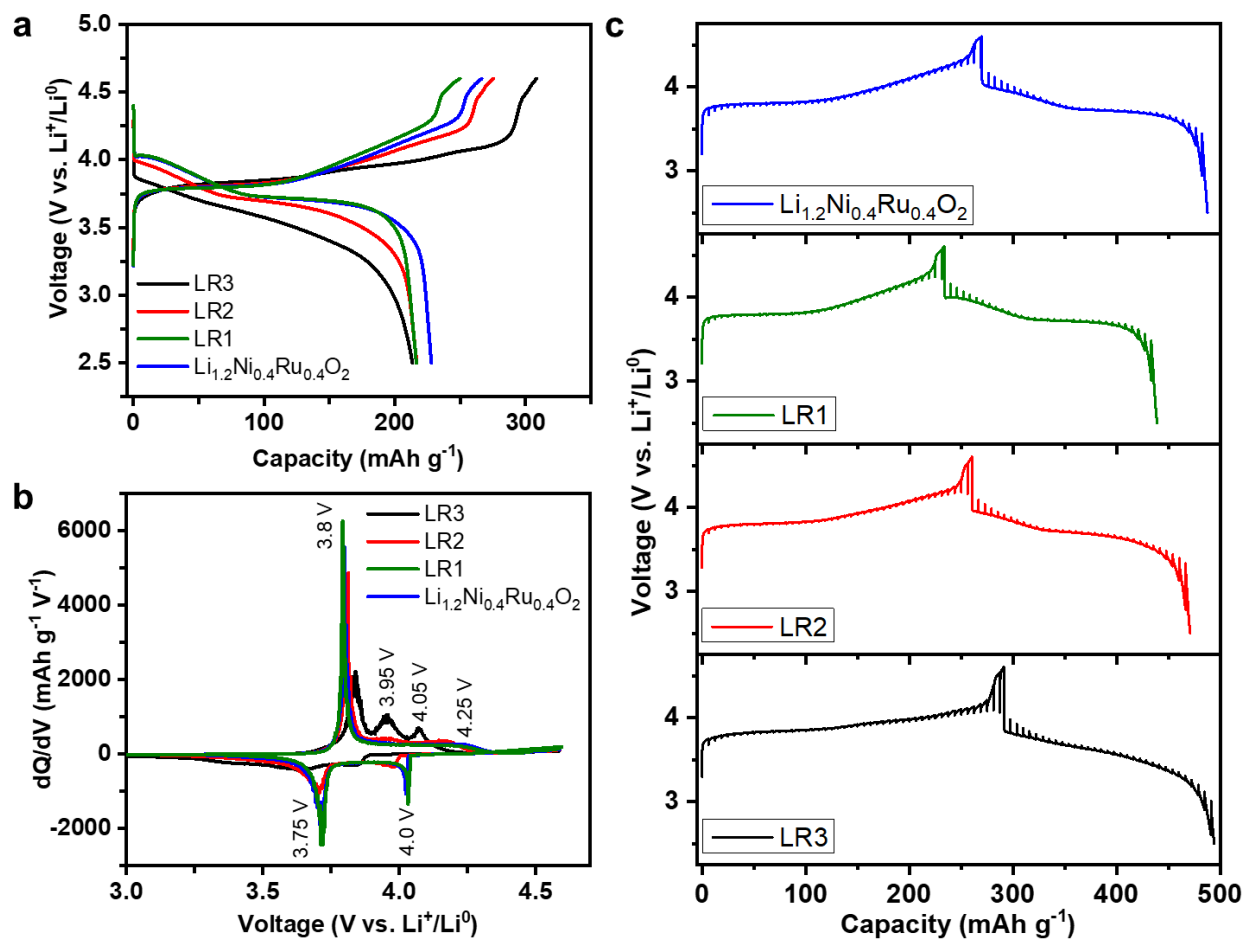 a
5.0
4.5
4.0
3.5
3.0
2.5
Voltage (V vs. Li⁺/Li⁰)
LR3
LR2
LR1
Li₁.₂Ni₀.₄Ru₀.₄O₂
0
100
200
300
Capacity (mAh g⁻¹)
b
6000
4000
2000
0
-2000
dQ/dV (mAh g⁻¹ V⁻¹)
3.8 V
3.95 V
4.05 V
4.25 V
3.75 V
4.0 V
LR3
LR2
LR1
Li₁.₂Ni₀.₄Ru₀.₄O₂
3.0
3.5
4.0
4.5
Voltage (V vs. Li⁺/Li⁰)
c
4
3
Li₁.₂Ni₀.₄Ru₀.₄O₂
4
3
LR1
4
3
LR2
4
3
LR3
Voltage (V vs. Li⁺/Li⁰)
0
100
200
300
400
500
Capacity (mAh g⁻¹)